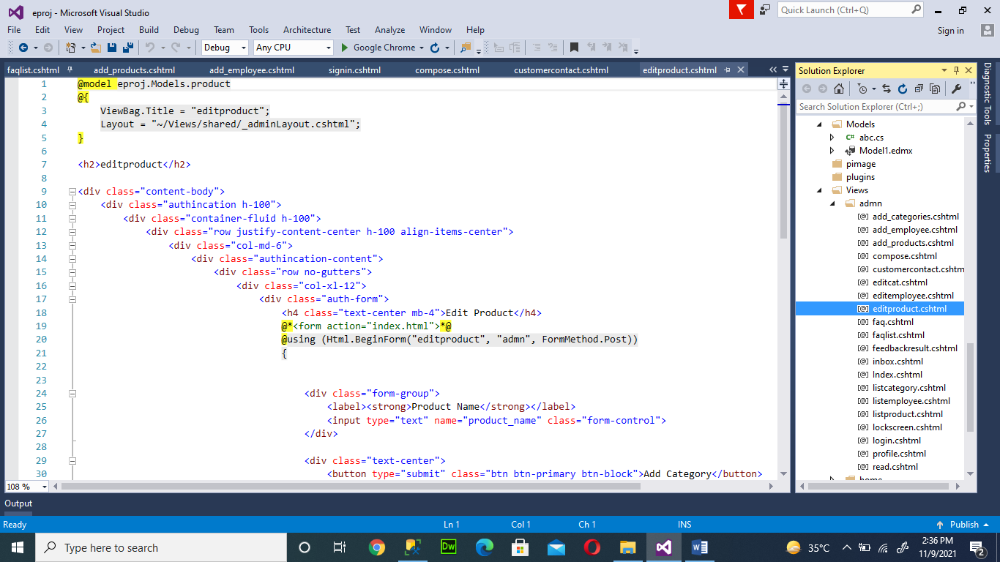 eproj - Microsoft Visual Studio
Quick Launch (Ctrl+Q)
File Edit View Project Build Debug Team Tools Architecture Test Analyze Window Help
Sign in
Debug Any CPU Google Chrome
faqlist.cshtml add_products.cshtml add_employee.cshtml signin.cshtml compose.cshtml customercontact.cshtml editproduct.cshtml
1 @model eproj.Models.product
2 @{
3 ViewBag.Title = "editproduct";
4 Layout = "~/Views/shared/_adminLayout.cshtml";
5 }
6
7 <h2>editproduct</h2>
8
9 <div class="content-body">
10 <div class="authincation h-100">
11 <div class="container-fluid h-100">
12 <div class="row justify-content-center h-100 align-items-center">
13 <div class="col-md-6">
14 <div class="authincation-content">
15 <div class="row no-gutters">
16 <div class="col-xl-12">
17 <div class="auth-form">
18 <h4 class="text-center mb-4">Edit Product</h4>
19 @*<form action="index.html">*@
20 @using (Html.BeginForm("editproduct", "admn", FormMethod.Post))
21 {
22
23
24 <div class="form-group">
25 <label><strong>Product Name</strong></label>
26 <input type="text" name="product_name" class="form-control">
27 </div>
28
29 <div class="text-center">
30 <button type="submit" class="btn btn-primary btn-block">Add Category</button>
108 %
Solution Explorer
Search Solution Explorer (Ctrl+;)
Models
C# abc.cs
Model1.edmx
pimage
plugins
Views
admn
[@] add_categories.cshtml
[@] add_employee.cshtml
[@] add_products.cshtml
[@] compose.cshtml
[@] customercontact.cshtm
[@] editcat.cshtml
[@] editemployee.cshtml
[@] editproduct.cshtml
[@] faq.cshtml
[@] faqlist.cshtml
[@] feedbackresult.cshtml
[@] inbox.cshtml
[@] Index.cshtml
[@] listcategory.cshtml
[@] listemployee.cshtml
[@] listproduct.cshtml
[@] lockscreen.cshtml
[@] login.cshtml
[@] profile.cshtml
[@] read.cshtml
home
Diagnostic Tools
Properties
Output
Ready Ln 1 Col 1 Ch 1 INS Publish
Type here to search
Dw
35°C
2:36 PM
11/9/2021
2